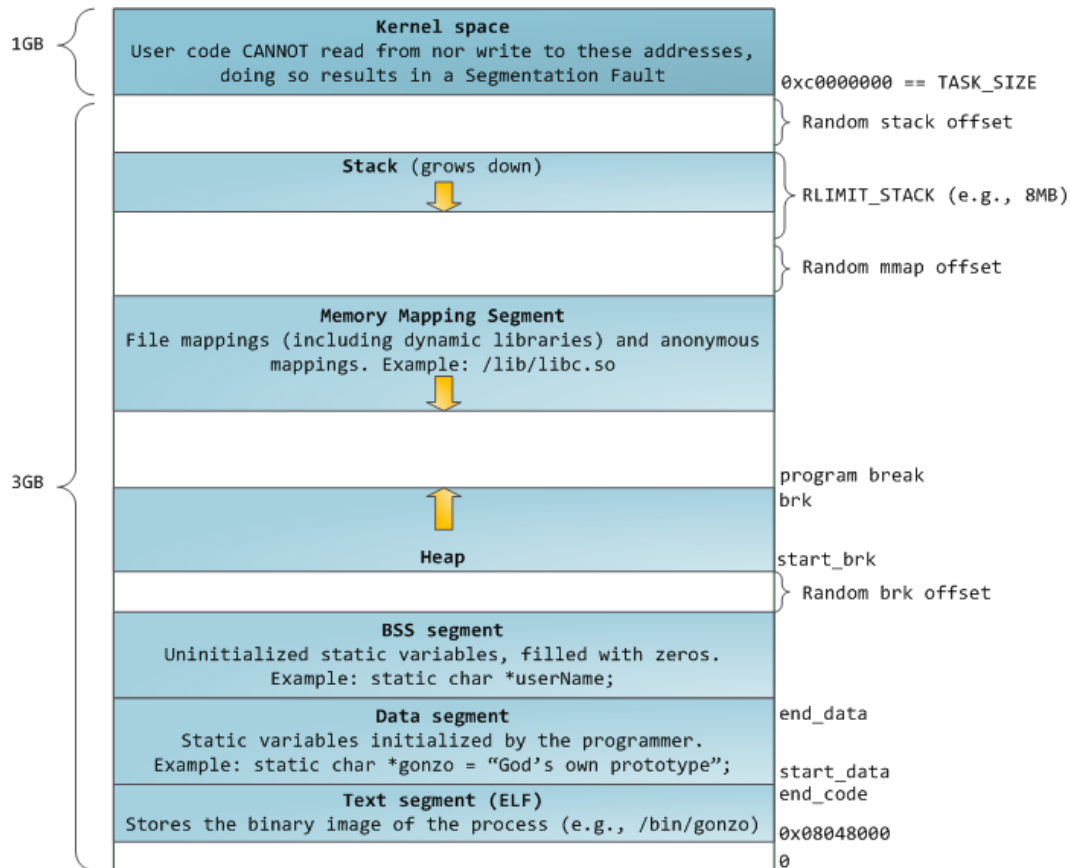 Kernel space
1GB
User code CANNOT read from nor write to these addresses,
doing so results in a Segmentation Fault
0xc0000000 == TASK_SIZE
Random stack offset
Stack (grows down)
RLIMIT_STACK (e.g., 8MB)
Random mmap offset
Memory Mapping Segment
File mappings (including dynamic libraries) and anonymous
mappings. Example: /lib/libc.so
3GB
program break
brk
Heap
start_brk
Random brk offset
BSS segment
Uninitialized static variables, filled with zeros.
Example: static char *userName;
Data segment
end_data
Static variables initialized by the programmer.
Example: static char *gonzo = “God’s own prototype”;
start_data
end_code
Text segment (ELF)
Stores the binary image of the process (e.g., /bin/gonzo)
0x08048000
0